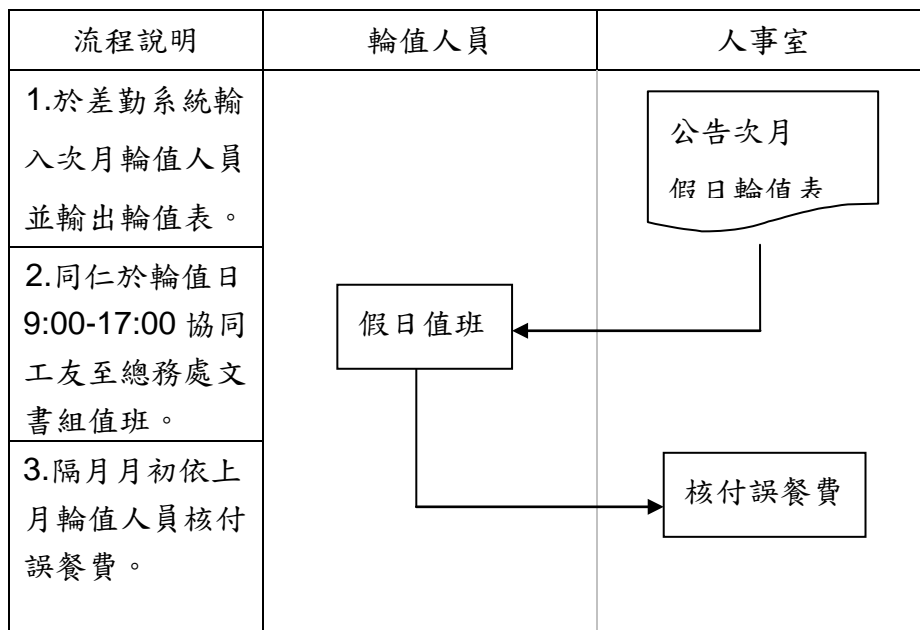 流程說明
輪值人員
人事室
1.於差勤系統輸
入次月輪值人員
並輸出輪值表。
公告次月
假日輪值表
2.同仁於輪值日
9:00-17:00 協同
工友至總務處文
書組值班。
假日值班
3.隔月月初依上
月輪值人員核付
誤餐費。
核付誤餐費